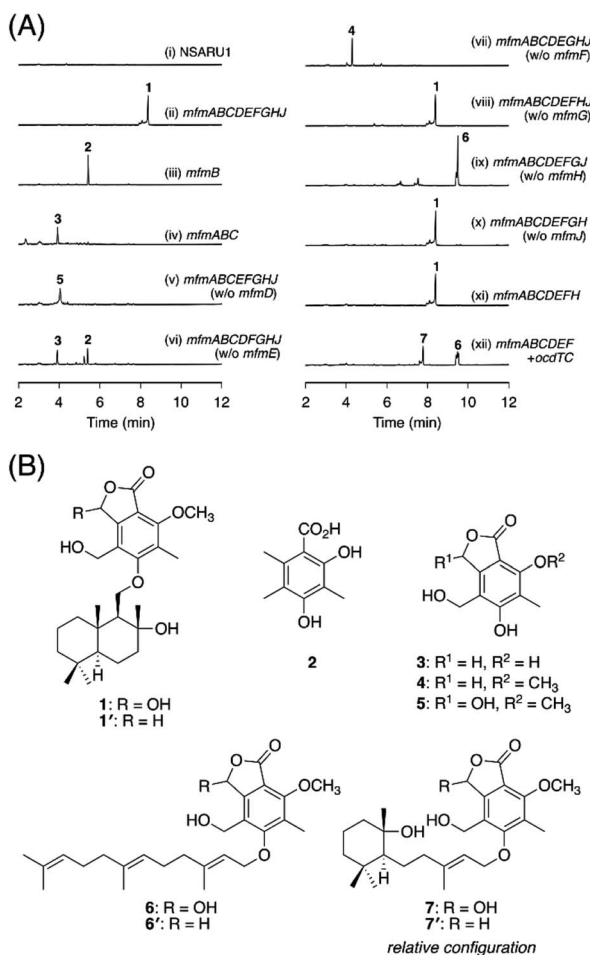 (A)
(i) NSARU1
1
(ii) mfmABCDEFGHJ
2
(iii) mfmB
3
(iv) mfmABC
5
(v) mfmABCEFGHJ
(w/o mfmD)
3 2
(vi) mfmABCDFGHJ
(w/o mfmE)
2 4 6 8 10 12
Time (min)
4
(vii) mfmABCDEGHJ
(w/o mfmF)
1
(viii) mfmABCDEFHJ
(w/o mfmG)
6
(ix) mfmABCDEFGJ
(w/o mfmH)
1
(x) mfmABCDEFGH
(w/o mfmJ)
1
(xi) mfmABCDEFH
7 6
(xii) mfmABCDEF
+ocdTC
2 4 6 8 10 12
Time (min)
(B)
O
R O
OCH3
HO
O
OH
H
1: R = OH
1′: R = H
CO2H
OH
HO
2
O
R1 O
OR2
HO
OH
3: R1 = H, R2 = H
4: R1 = H, R2 = CH3
5: R1 = OH, R2 = CH3
O
R O
OCH3
HO
O
6: R = OH
6′: R = H
O
R O
OCH3
HO
OH
O
H
7: R = OH
7′: R = H
relative configuration